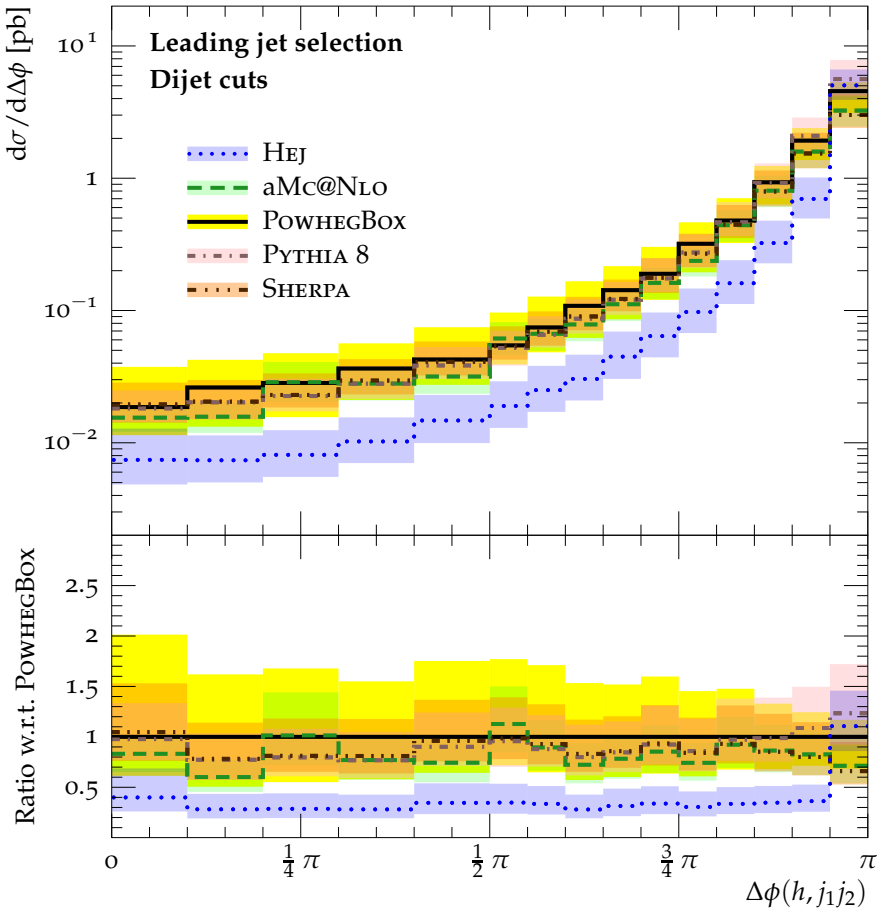 dσ/dΔϕ [pb]
Leading jet selection
Dijet cuts
10¹
1
10⁻¹
10⁻²
HEJ
aMC@NLO
POWHEGBOX
PYTHIA 8
SHERPA
Ratio w.r.t. POWHEGBOX
2.5
2
1.5
1
0.5
0
1/4 π
1/2 π
3/4 π
π
Δϕ(h, j₁j₂)